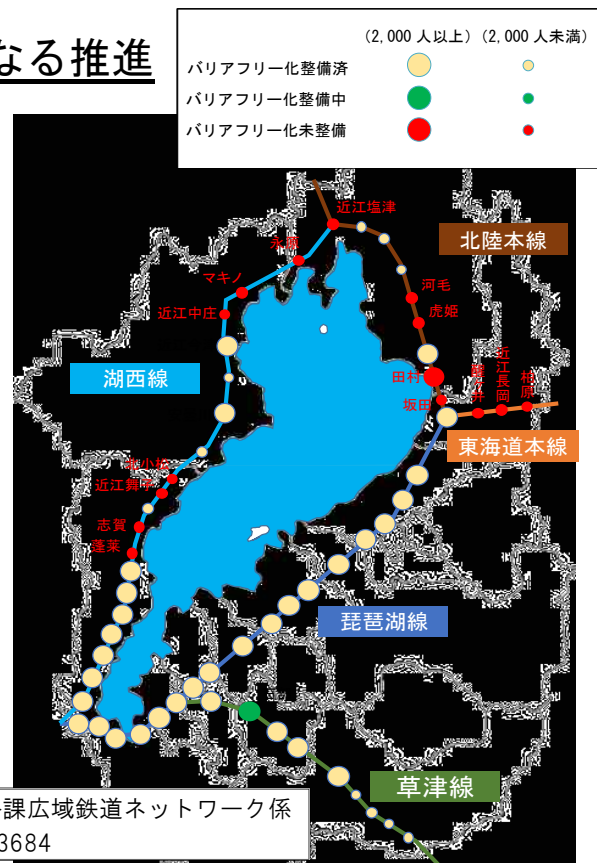 なる推進
(2,000 人以上) (2,000 人未満)
バリアフリー化整備済
バリアフリー化整備中
バリアフリー化未整備
近江塩津
北陸本線
永原
マキノ
河毛
近江中庄
虎姫
湖西線
田村
近江長岡
柏原
坂田
東海道本線
北小松
近江舞子
志賀
蓬莱
琵琶湖線
草津線
課広域鉄道ネットワーク係
3684